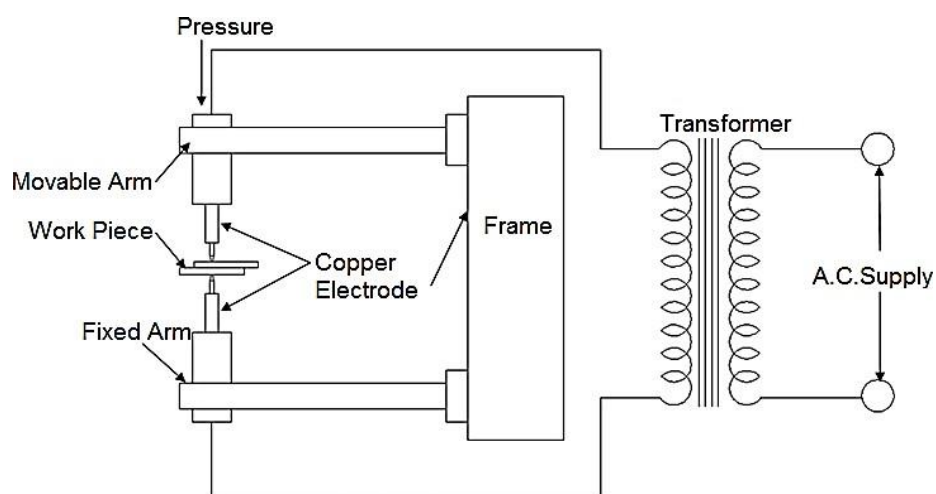 Pressure
Transformer
Movable Arm
Work Piece
Frame
Copper
Electrode
A.C.Supply
Fixed Arm